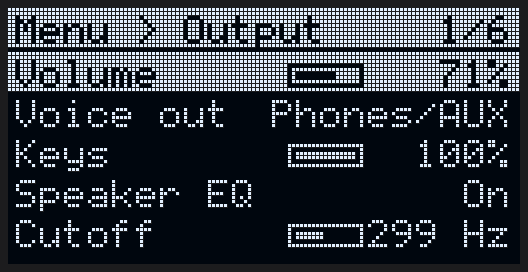 Menu > Output 1/6
Volume 71%
Voice out Phones/AUX
Keys 100%
Speaker EQ On
Cutoff 299 Hz